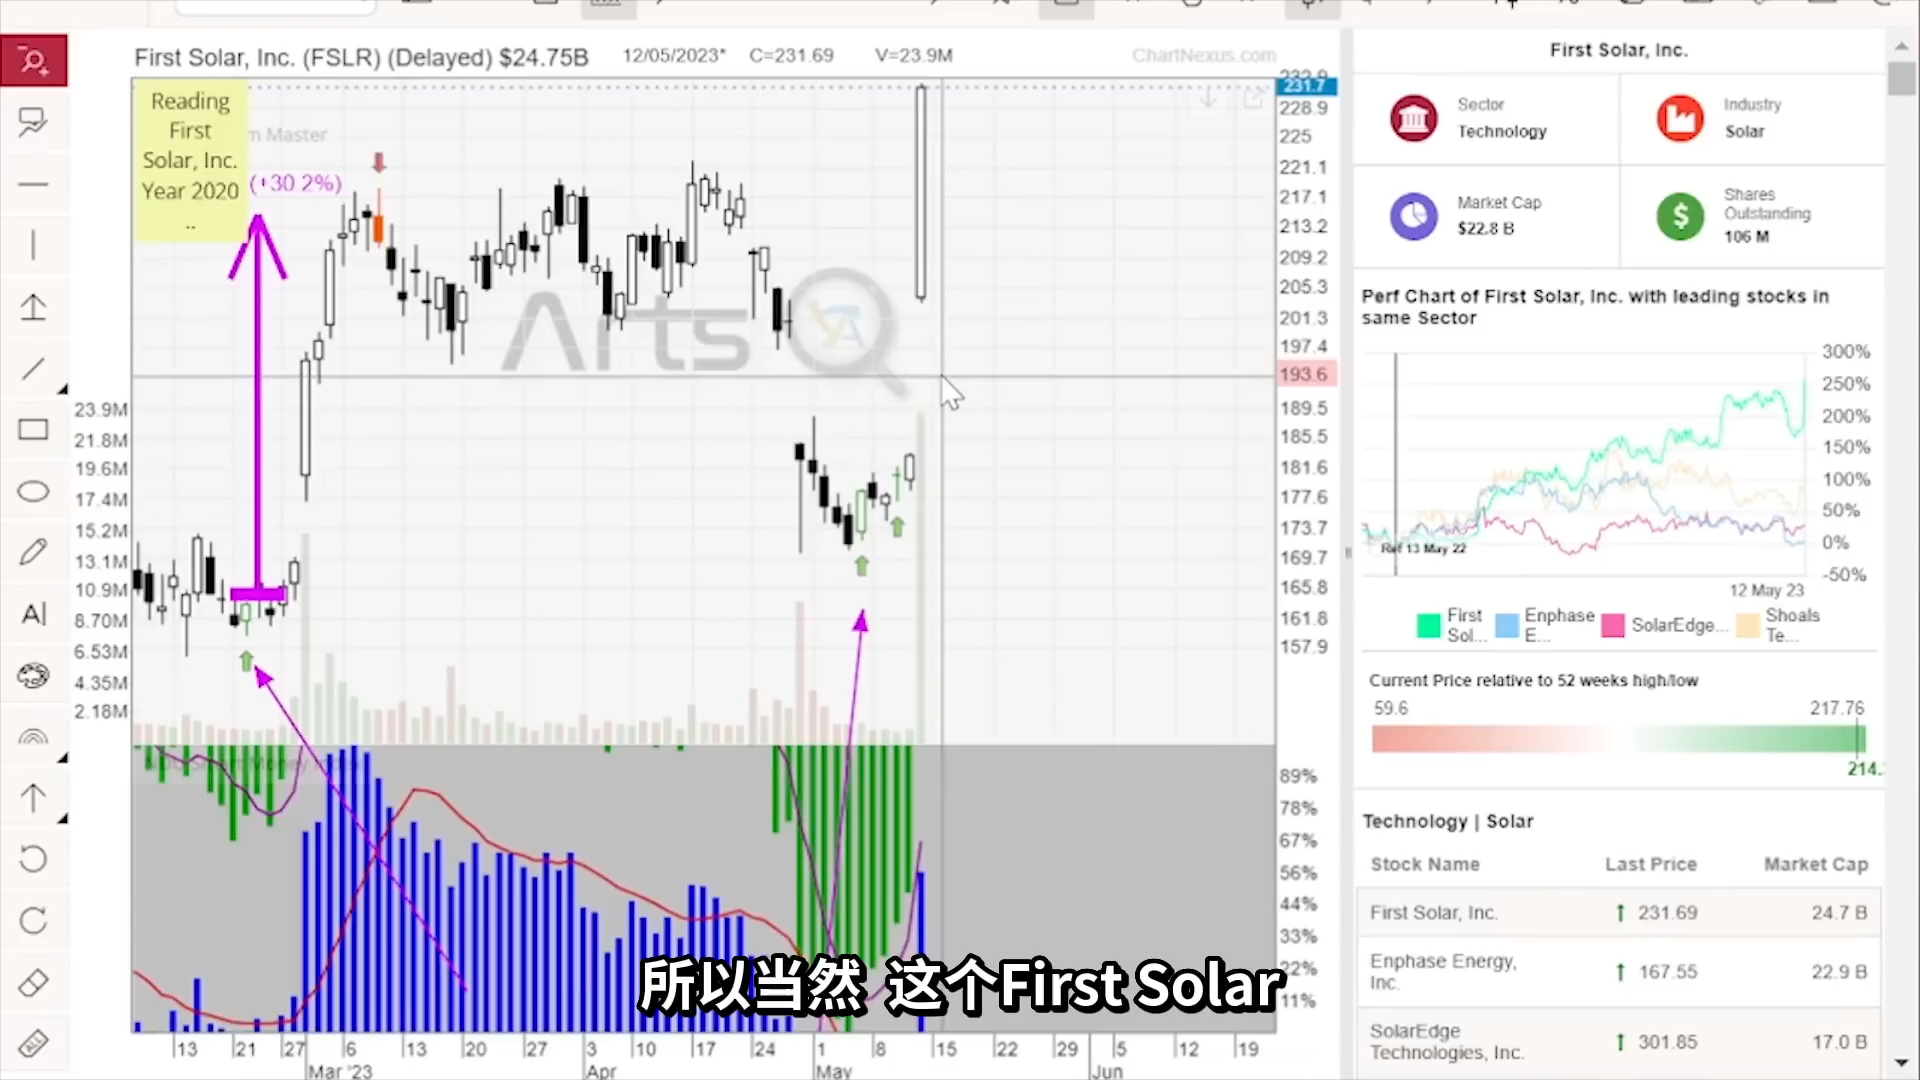 First Solar, Inc. (FSLR) (Delayed) $24.75B
12/05/2023*
C=231.69
V=23.9M
ChartNexus.com
Reading
First
Solar, Inc.
Year 2020
..
m Master
(+30 2%)
Arts
231.7
228.9
225
221.1
217.1
213.2
209.2
205.3
201.3
197.4
193.6
189.5
185.5
181.6
177.6
173.7
169.7
165.8
161.8
157.9
23.9M
21.8M
19.6M
17.4M
15.2M
13.1M
10.9M
8.70M
6.53M
4.35M
2.18M
89%
78%
67%
56%
44%
33%
22%
11%
13
21
27
6
13
20
27
3
10
17
24
1
8
15
22
29
5
12
19
Mar '23
Apr
May
Jun
所以当然 这个First Solar
A
ALL
First Solar, Inc.
Sector
Technology
Industry
Solar
Market Cap
$22.8 B
Shares
Outstanding
106 M
Perf Chart of First Solar, Inc. with leading stocks in
same Sector
300%
250%
200%
150%
100%
50%
0%
-50%
Ref 13 May 22
12 May 23
First
Sol...
Enphase
E...
SolarEdge...
Shoals
Te...
Current Price relative to 52 weeks high/low
59.6
217.76
214.
Technology | Solar
Stock Name Last Price Market Cap
First Solar, Inc. 231.69 24.7 B
Enphase Energy,
Inc. 167.55 22.9 B
SolarEdge
Technologies, Inc. 301.85 17.0 B